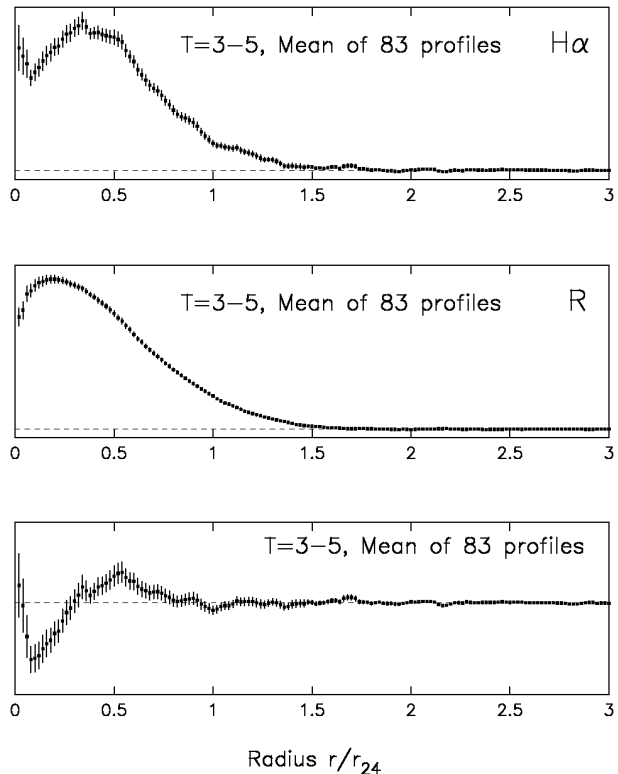 T=3−5, Mean of 83 profiles Hα
0 0.5 1 1.5 2 2.5 3
T=3−5, Mean of 83 profiles R
0 0.5 1 1.5 2 2.5 3
T=3−5, Mean of 83 profiles
0 0.5 1 1.5 2 2.5 3
Radius r/r₂₄